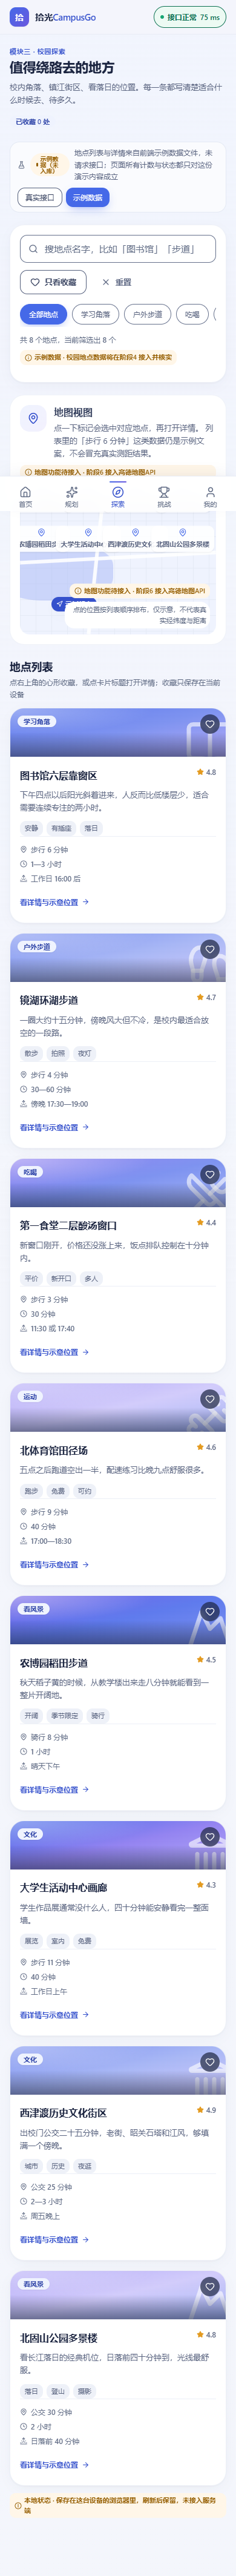 拾
拾光CampusGo
接口正常 75 ms
模块三 · 校园探索
值得绕路去的地方
校内角落、镇江街区、看落日的位置。每一条都写清楚适合什
么时候去、待多久。
已收藏 0 处
示例数
据（未
入库）
地点列表与详情来自前端示例数据文件，未
请求接口；页面所有计数与状态都只对这份
演示内容成立
真实接口
示例数据
搜地点名字，比如「图书馆」「步道」
只看收藏
重置
全部地点
学习角落
户外步道
吃喝
共 8 个地点，当前筛选出 8 个
示例数据 · 校园地点数据将在阶段4 接入并核实
地图视图
点一下标记会选中对应地点，再打开详情。列
表里的「步行 6 分钟」这类数据仍是示例文
案，不会冒充真实测距结果。
地图功能待接入 · 阶段6 接入高德地图API
首页
规划
探索
挑战
我的
农博园稻田步
大学生活动中心
西津渡历史文化
北固山公园多景楼
地图功能待接入 · 阶段6 接入高德地图API
点的位置按列表顺序排布，仅示意，不代表真
实经纬度与距离
地点列表
点右上角的心形收藏，或点卡片标题打开详情；收藏只保存在当前
设备
学习角落
图书馆六层靠窗区
4.8
下午四点以后阳光斜着进来，人反而比低楼层少，适合
需要连续专注的两小时。
安静
有插座
落日
步行 6 分钟
1—3 小时
工作日 16:00 后
看详情与示意位置
户外步道
镜湖环湖步道
4.7
一圈大约十五分钟，傍晚风大但不冷，是校内最适合放
空的一段路。
散步
拍照
夜灯
步行 4 分钟
30—60 分钟
傍晚 17:30—19:00
看详情与示意位置
吃喝
第一食堂二层酸汤窗口
4.4
新窗口刚开，价格还没涨上来，饭点排队控制在十分钟
内。
平价
新开口
多人
步行 3 分钟
30 分钟
11:30 或 17:40
看详情与示意位置
运动
北体育馆田径场
4.6
五点之后跑道空出一半，配速练习比晚九点舒服很多。
跑步
免费
可约
步行 9 分钟
40 分钟
17:00—18:30
看详情与示意位置
看风景
农博园稻田步道
4.5
秋天稻子黄的时候，从教学楼出来走八分钟就能看到一
整片开阔地。
开阔
季节限定
骑行
骑行 8 分钟
1 小时
晴天下午
看详情与示意位置
文化
大学生活动中心画廊
4.3
学生作品展通常没什么人，四十分钟能安静看完一整面
墙。
展览
室内
免费
步行 11 分钟
40 分钟
工作日上午
看详情与示意位置
文化
西津渡历史文化街区
4.9
出校门公交二十五分钟，老街、昭关石塔和江风，够填
满一个傍晚。
城市
历史
夜逛
公交 25 分钟
2—3 小时
周五晚上
看详情与示意位置
看风景
北固山公园多景楼
4.8
看长江落日的经典机位，日落前四十分钟到，光线最舒
服。
落日
登山
摄影
公交 30 分钟
2 小时
日落前 40 分钟
看详情与示意位置
本地状态 · 保存在这台设备的浏览器里，刷新后保留，未接入服务
端